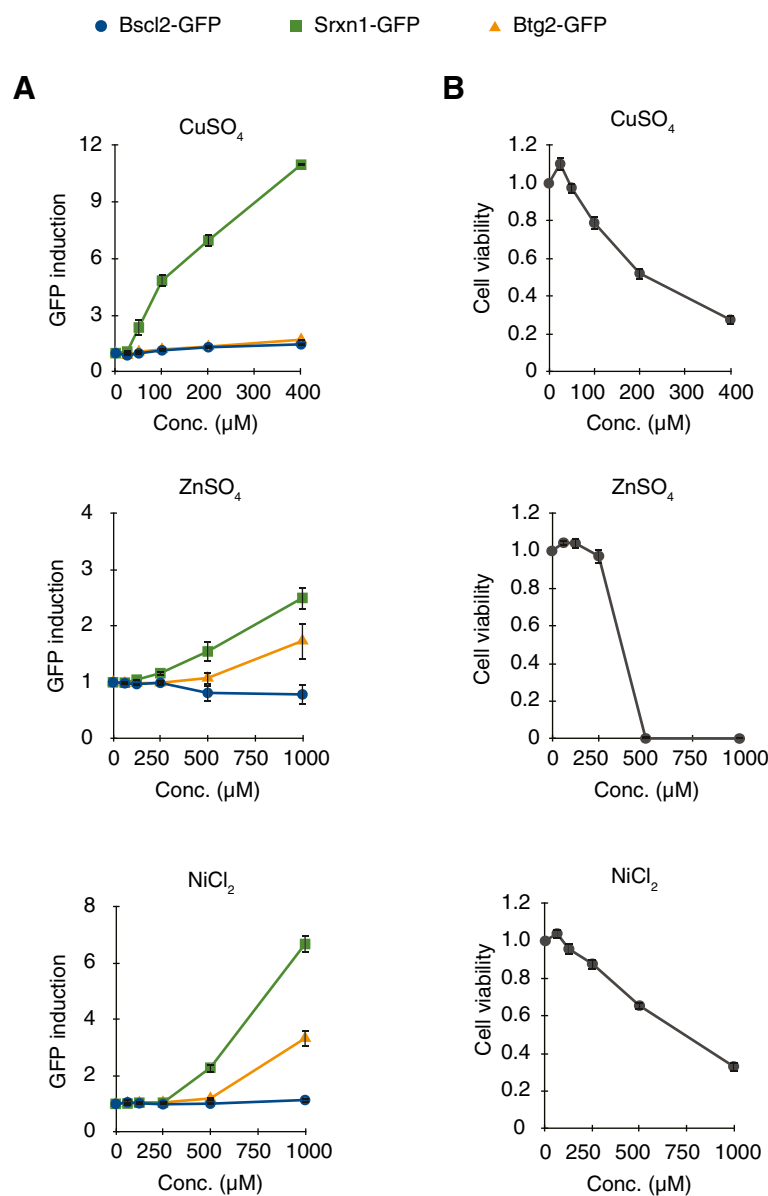 Bscl2-GFP Srxn1-GFP Btg2-GFP
A
CuSO₄
GFP induction
12
9
6
3
0
0 100 200 300 400
Conc. (µM)
B
CuSO₄
Cell viability
1.2
1.0
0.8
0.6
0.4
0.2
0 100 200 300 400
Conc. (µM)
ZnSO₄
GFP induction
4
3
2
1
0
0 250 500 750 1000
Conc. (µM)
ZnSO₄
Cell viability
1.2
1.0
0.8
0.6
0.4
0.2
0
0 250 500 750 1000
Conc. (µM)
NiCl₂
GFP induction
8
6
4
2
0
0 250 500 750 1000
Conc. (µM)
NiCl₂
Cell viability
1.2
1.0
0.8
0.6
0.4
0.2
0
0 250 500 750 1000
Conc. (µM)